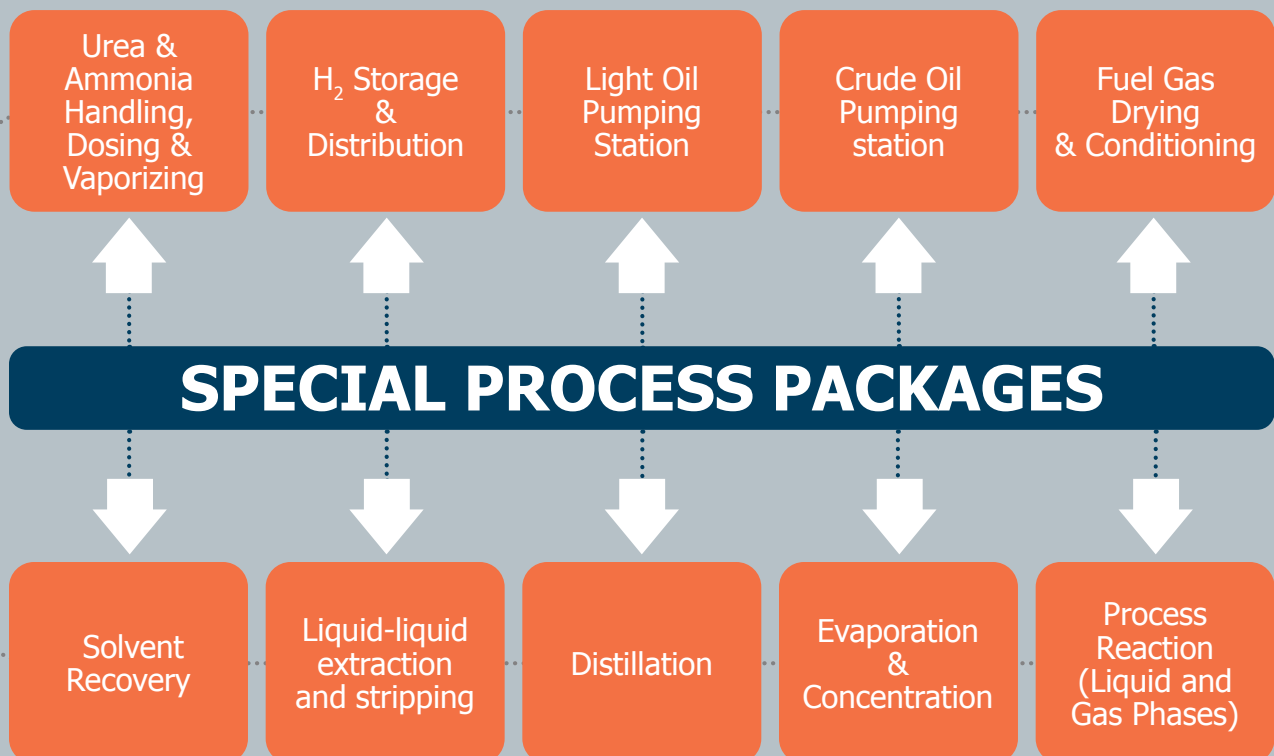 Urea &
Ammonia
Handling,
Dosing &
Vaporizing
H₂ Storage
&
Distribution
Light Oil
Pumping
Station
Crude Oil
Pumping
station
Fuel Gas
Drying
& Conditioning
SPECIAL PROCESS PACKAGES
Solvent
Recovery
Liquid-liquid
extraction
and stripping
Distillation
Evaporation
&
Concentration
Process
Reaction
(Liquid and
Gas Phases)